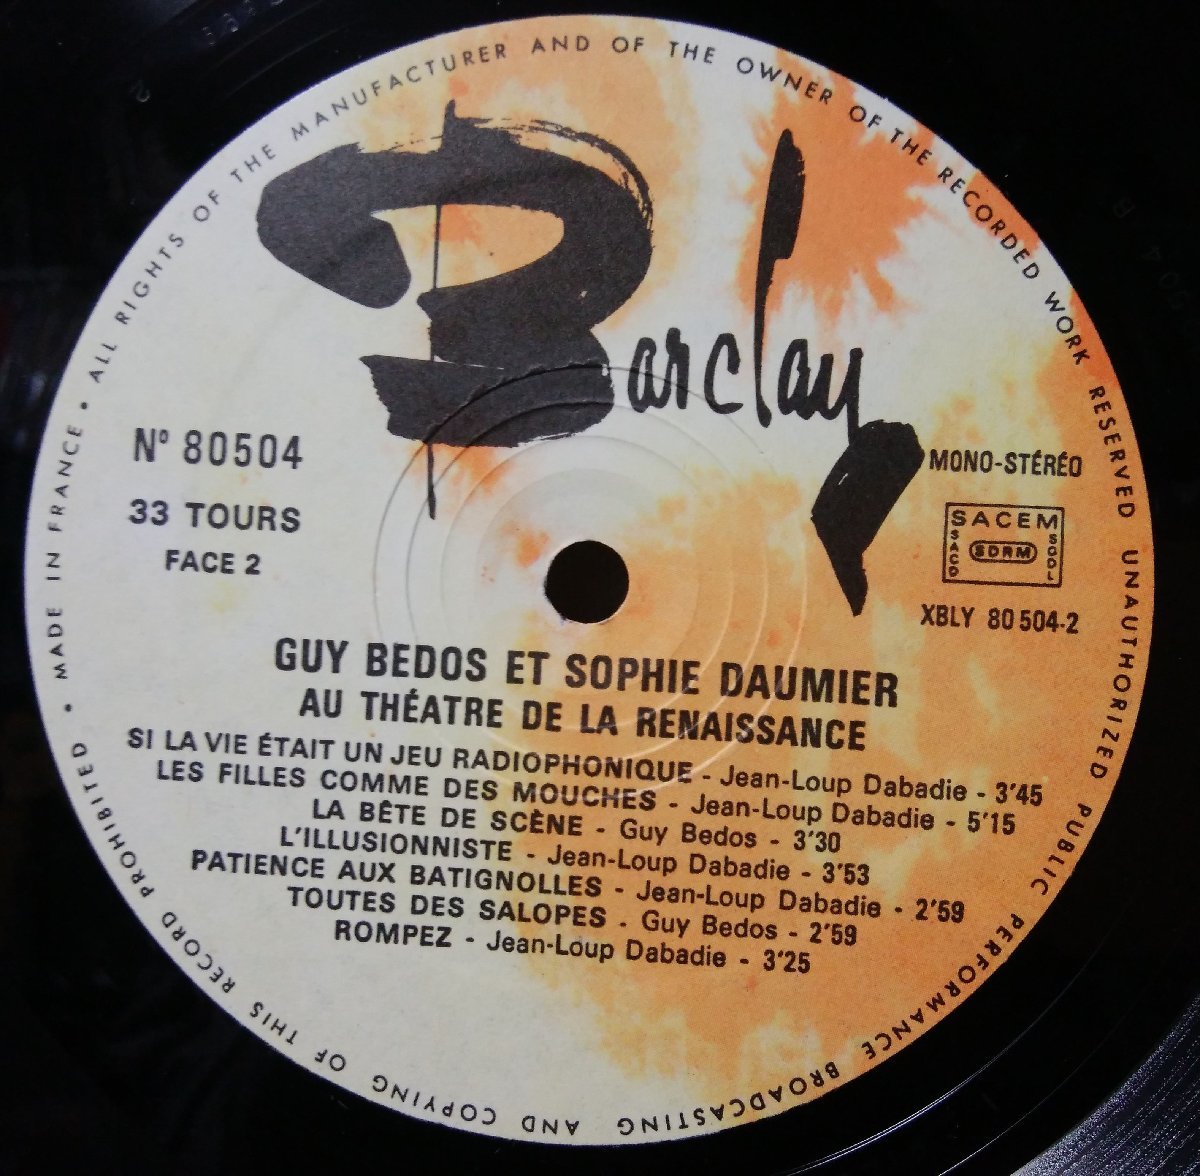 ALL RIGHTS OF THE MANUFACTURER AND OF THE OWNER OF THE RECORDED WORK RESERVED UNAUTHORIZED PUBLIC PERFORMANCE BROADCASTING AND COPYING OF THIS RECORD PROHIBITED • MADE IN FRANCE •
Barclay
N° 80504
33 TOURS
FACE 2
MONO-STÉRÉO
SACEM
SACD SDRM SGDL
XBLY 80504-2
GUY BEDOS ET SOPHIE DAUMIER
AU THÉATRE DE LA RENAISSANCE
SI LA VIE ÉTAIT UN JEU RADIOPHONIQUE - Jean-Loup Dabadie - 3'45
LES FILLES COMME DES MOUCHES - Jean-Loup Dabadie - 5'15
LA BÊTE DE SCÈNE - Guy Bedos - 3'30
L'ILLUSIONNISTE - Jean-Loup Dabadie - 3'53
PATIENCE AUX BATIGNOLLES - Jean-Loup Dabadie - 2'59
TOUTES DES SALOPES - Guy Bedos - 2'59
ROMPEZ - Jean-Loup Dabadie - 3'25